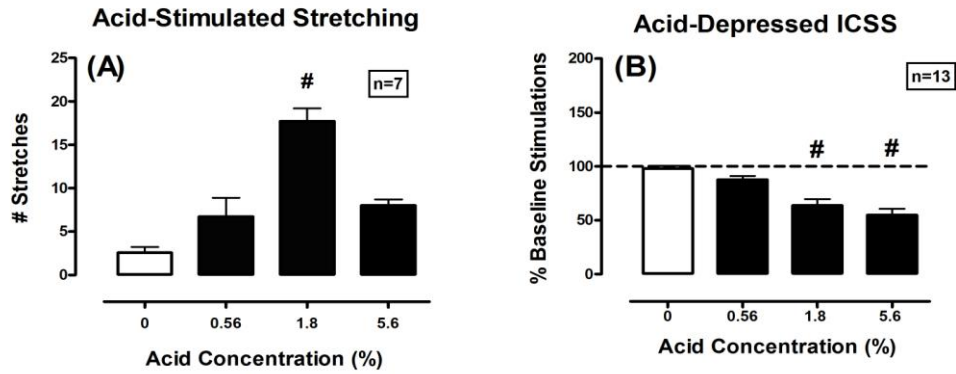 Acid-Stimulated Stretching
(A)
n=7
#
# Stretches
25
20
15
10
5
0
0 0.56 1.8 5.6
Acid Concentration (%)
Acid-Depressed ICSS
(B)
n=13
# #
% Baseline Stimulations
200
150
100
50
0
0 0.56 1.8 5.6
Acid Concentration (%)